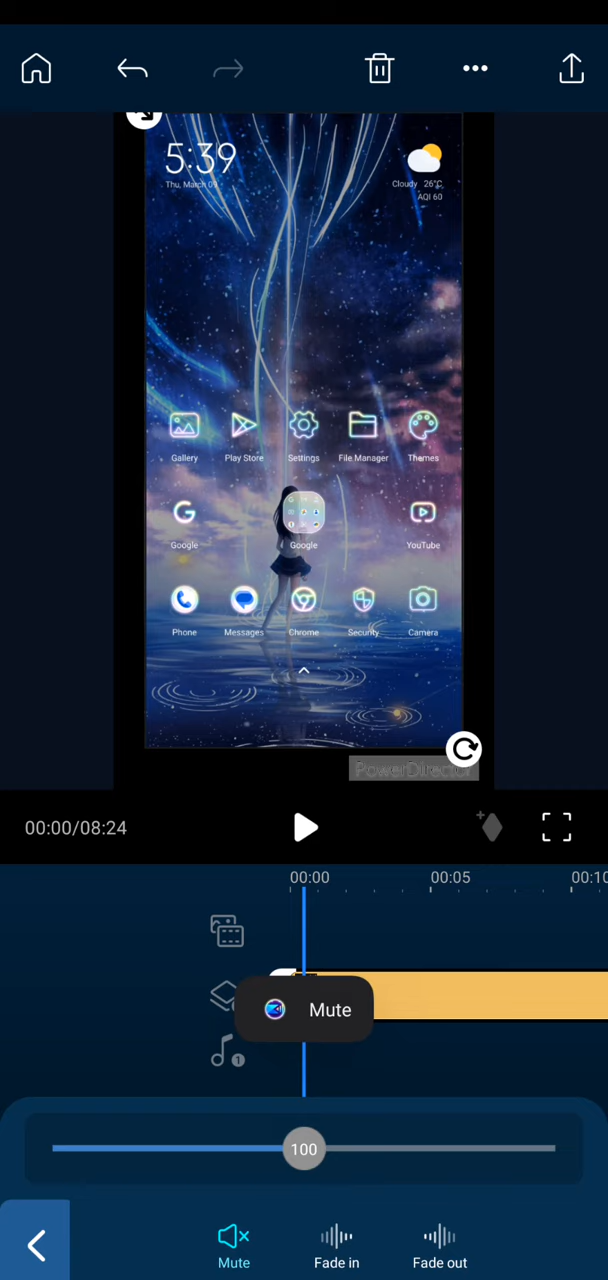 5:39
Thu, March 09
Cloudy 26°C
AQI 60
Gallery Play Store Settings File Manager Themes
Google Google YouTube
Phone Messages Chrome Security Camera
PowerDirector
00:00/08:24
00:00 00:05 00:10
Mute
1
100
Mute Fade in Fade out